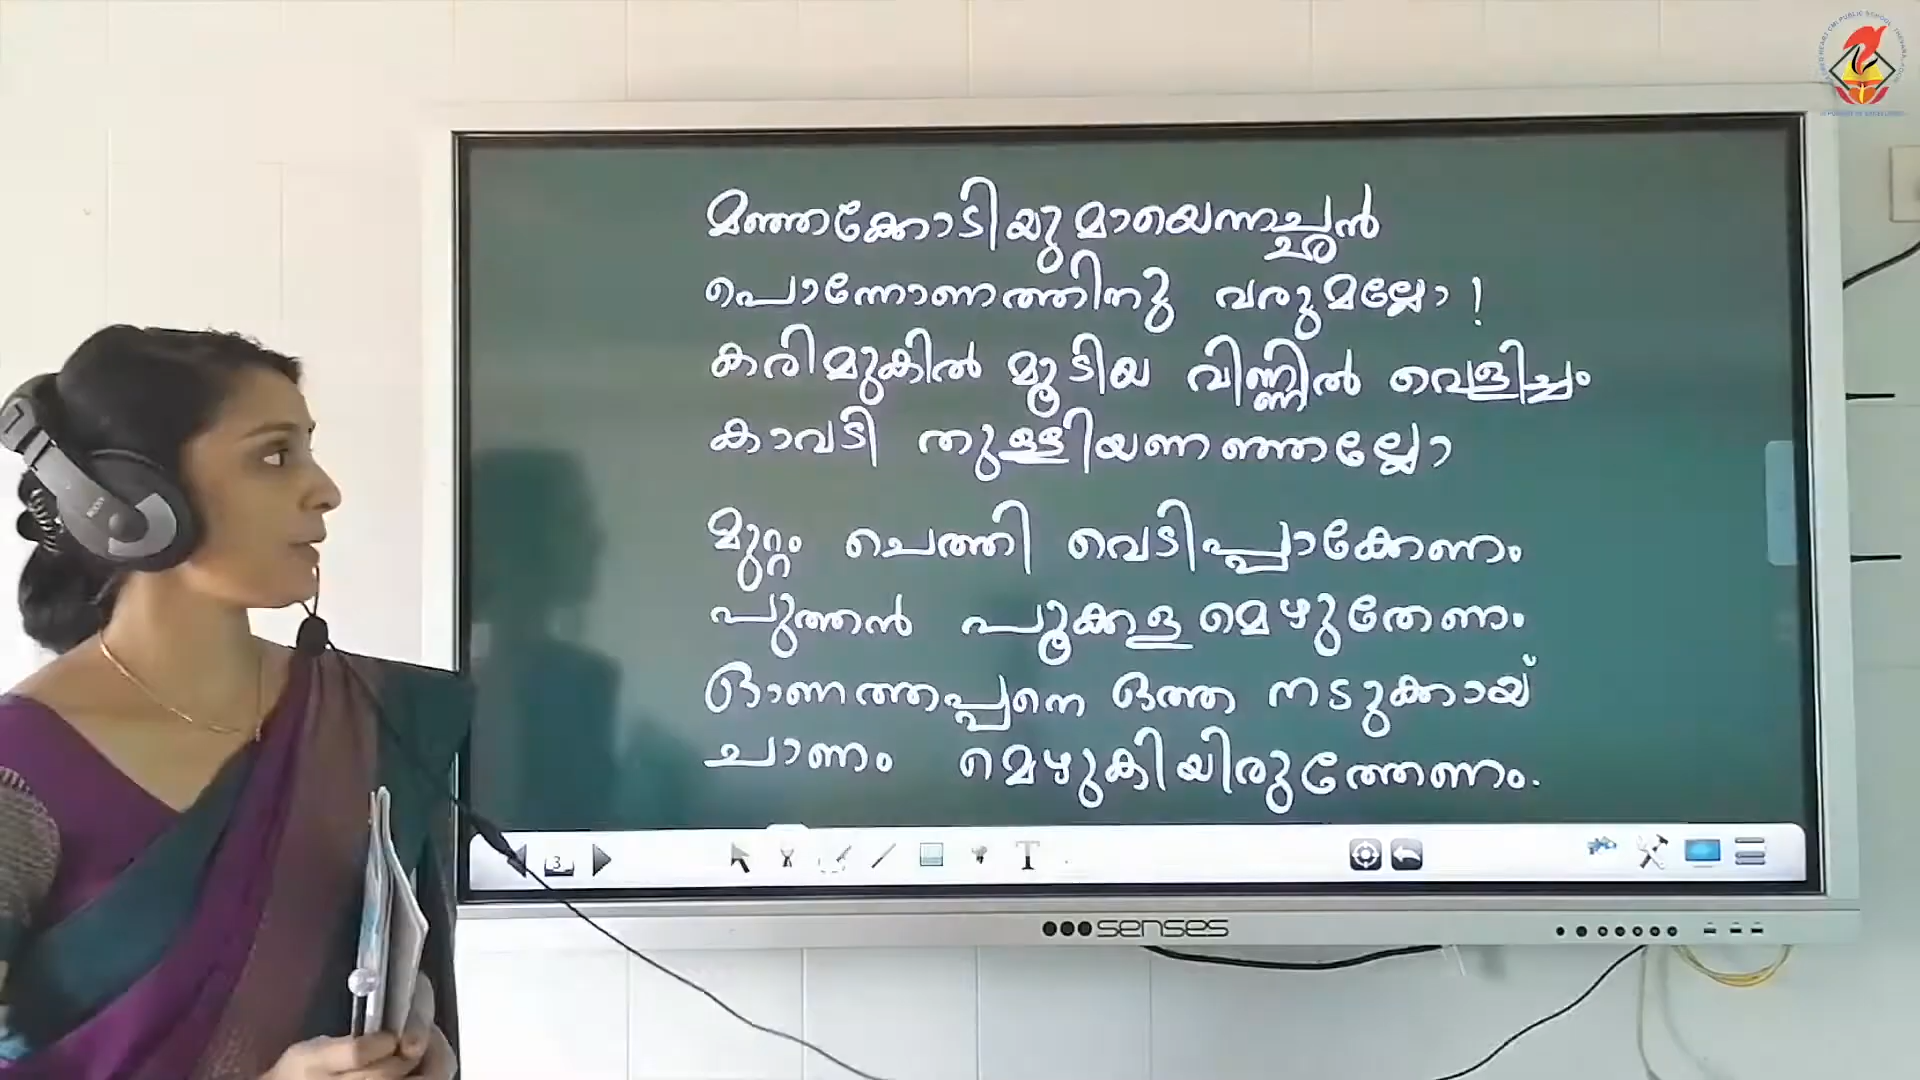 മഞ്ഞക്കോടിയുമായെന്നച്ഛൻ
പൊന്നോണത്തിനു വരുമല്ലോ!
കരിമുകിൽ മൂടിയ വിണ്ണിൽ വെളിച്ചം
കാവടി തുള്ളിയണഞ്ഞല്ലോ
മുറ്റം ചെത്തി വെടിപ്പാക്കേണം
പുത്തൻ പൂക്കളമെഴുതേണം
ഓണത്തപ്പനെ ഒത്ത നടുക്കായ്
ചാണം മെഴുകിയിരുത്തേണം.
3
T
senses